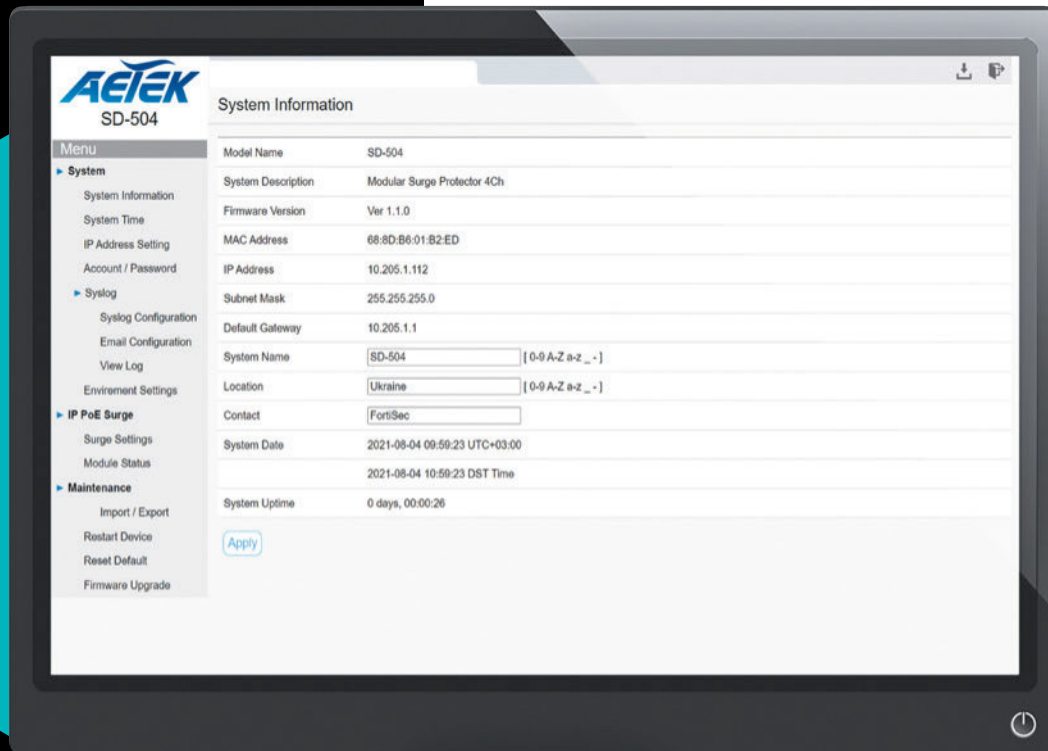 AETEK
SD-504
Menu
System
System Information
System Time
IP Address Setting
Account / Password
Syslog
Syslog Configuration
Email Configuration
View Log
Envirement Settings
IP PoE Surge
Surge Settings
Module Status
Maintenance
Import / Export
Restart Device
Reset Default
Firmware Upgrade
System Information
Model Name SD-504
System Description Modular Surge Protector 4Ch
Firmware Version Ver 1.1.0
MAC Address 68:8D:B6:01:B2:ED
IP Address 10.205.1.112
Subnet Mask 255.255.255.0
Default Gateway 10.205.1.1
System Name SD-504 [ 0-9 A-Z a-z _ - ]
Location Ukraine [ 0-9 A-Z a-z _ - ]
Contact FortiSec
System Date 2021-08-04 09:59:23 UTC+03:00
2021-08-04 10:59:23 DST Time
System Uptime 0 days, 00:00:26
Apply